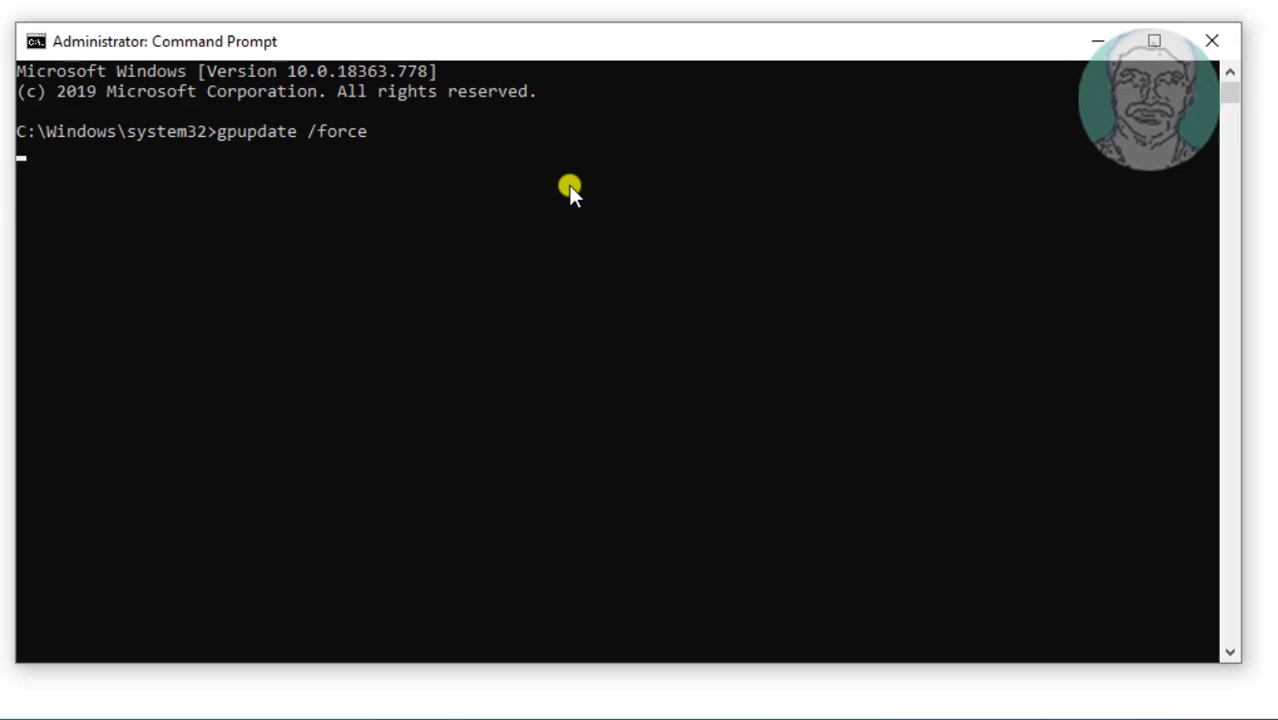 Administrator: Command Prompt
Microsoft Windows [Version 10.0.18363.778]
(c) 2019 Microsoft Corporation. All rights reserved.
C:\Windows\system32>gpupdate /force